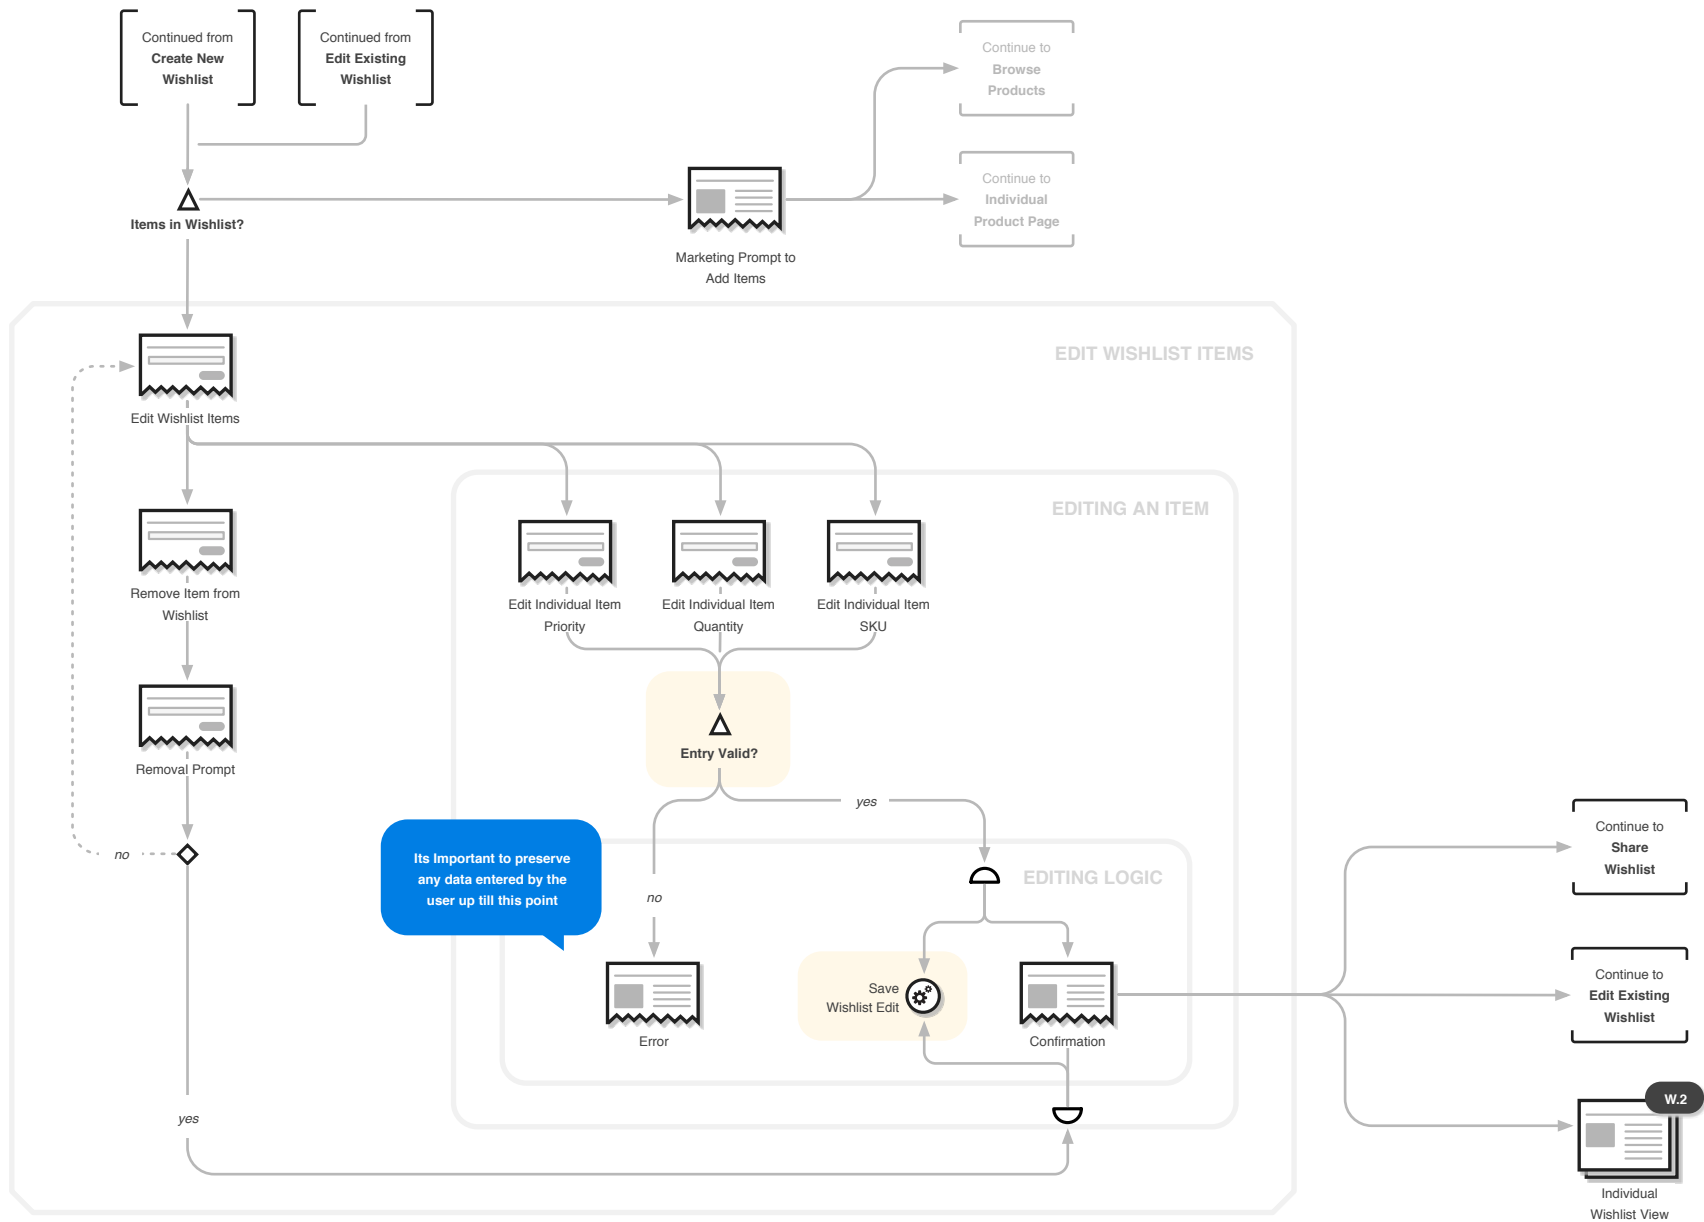 Continued from
Create New
Wishlist
Continued from
Edit Existing
Wishlist
Continue to
Browse
Products
Continue to
Individual
Product Page
Items in Wishlist?
Marketing Prompt to
Add Items
EDIT WISHLIST ITEMS
Edit Wishlist Items
EDITING AN ITEM
Remove Item from
Wishlist
Edit Individual Item
Priority
Edit Individual Item
Quantity
Edit Individual Item
SKU
Entry Valid?
Removal Prompt
yes
no
Its Important to preserve
any data entered by the
user up till this point
EDITING LOGIC
no
Save
Wishlist Edit
Error
Confirmation
yes
Continue to
Share
Wishlist
Continue to
Edit Existing
Wishlist
W.2
Individual
Wishlist View